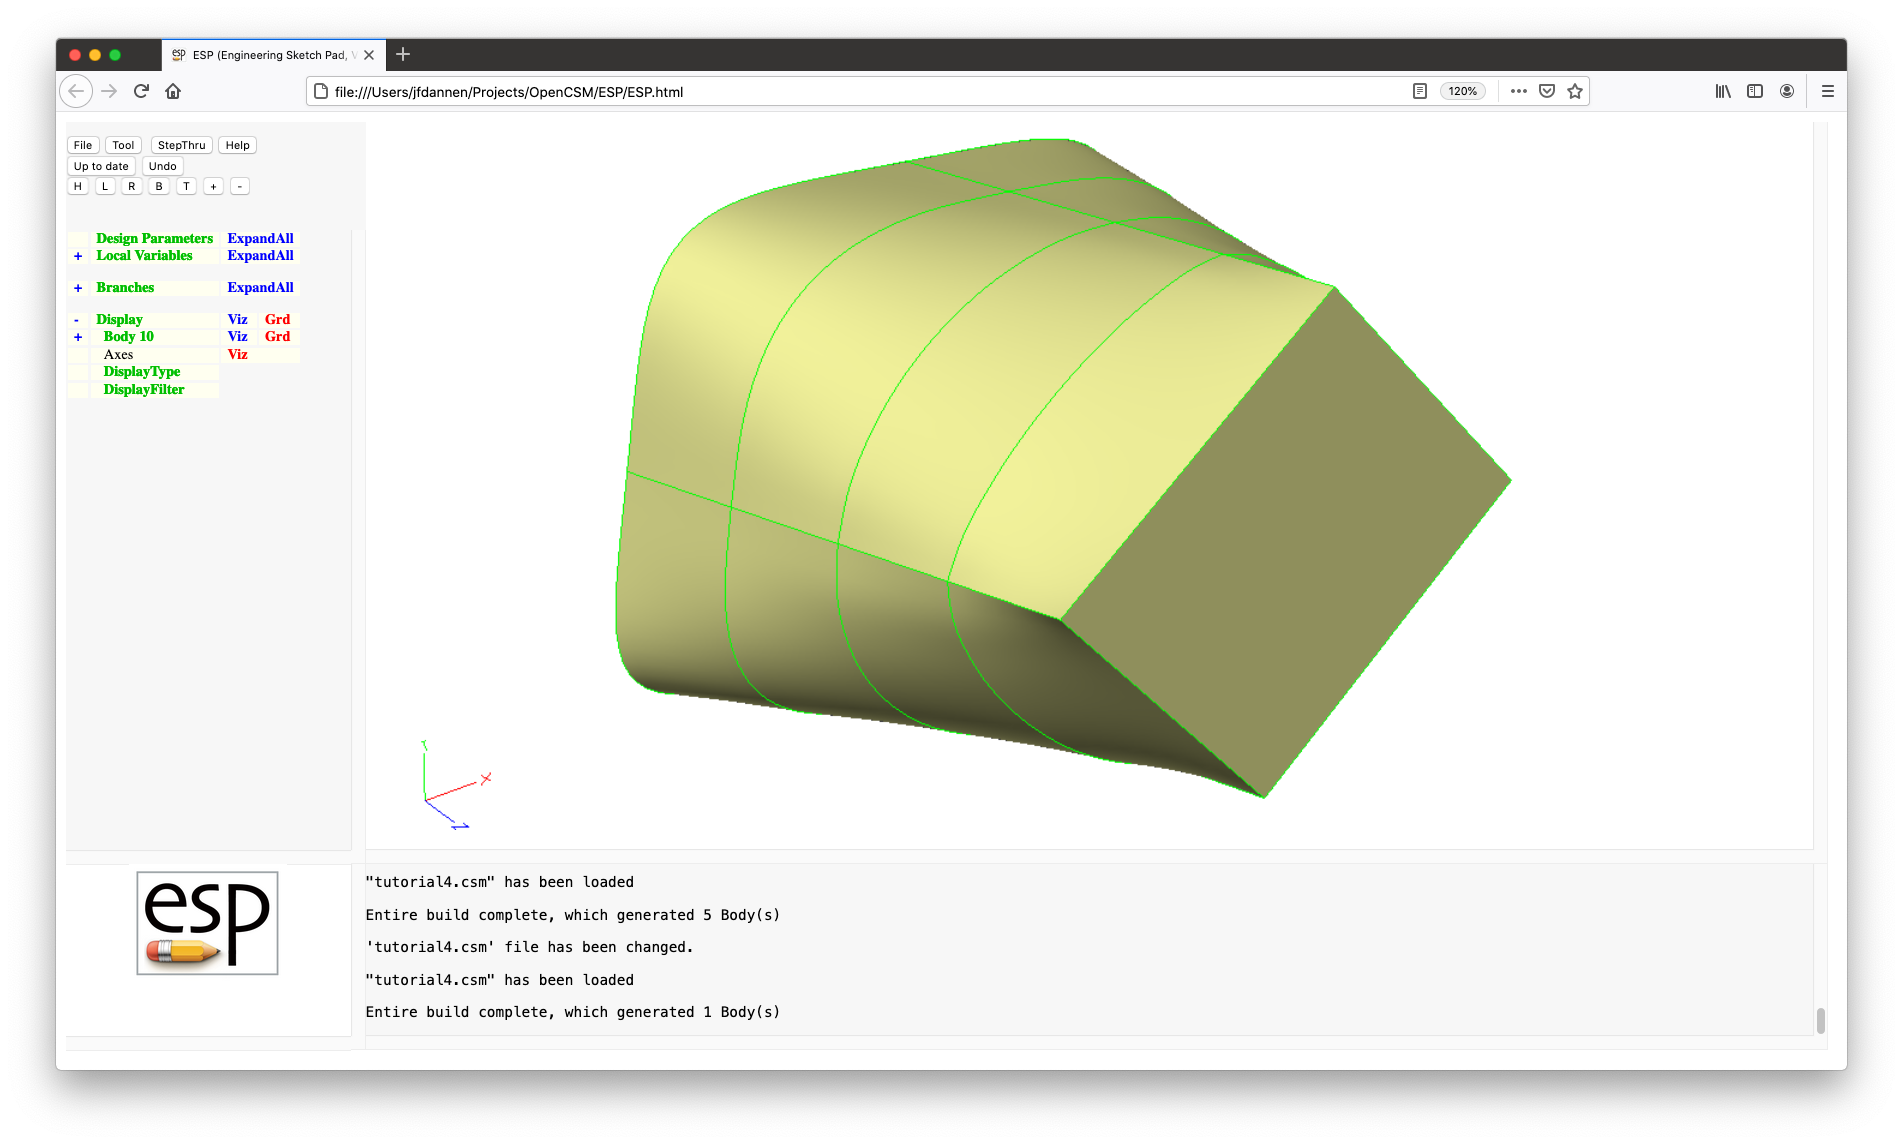 esp ESP (Engineering Sketch Pad, V
file:///Users/jfdannen/Projects/OpenCSM/ESP/ESP.html 120%
File Tool StepThru Help
Up to date Undo
H L R B T + -
Design Parameters ExpandAll
+ Local Variables ExpandAll
+ Branches ExpandAll
- Display Viz Grd
+ Body 10 Viz Grd
Axes Viz
DisplayType
DisplayFilter
Y
X
Z
esp
"tutorial4.csm" has been loaded
Entire build complete, which generated 5 Body(s)
'tutorial4.csm' file has been changed.
"tutorial4.csm" has been loaded
Entire build complete, which generated 1 Body(s)